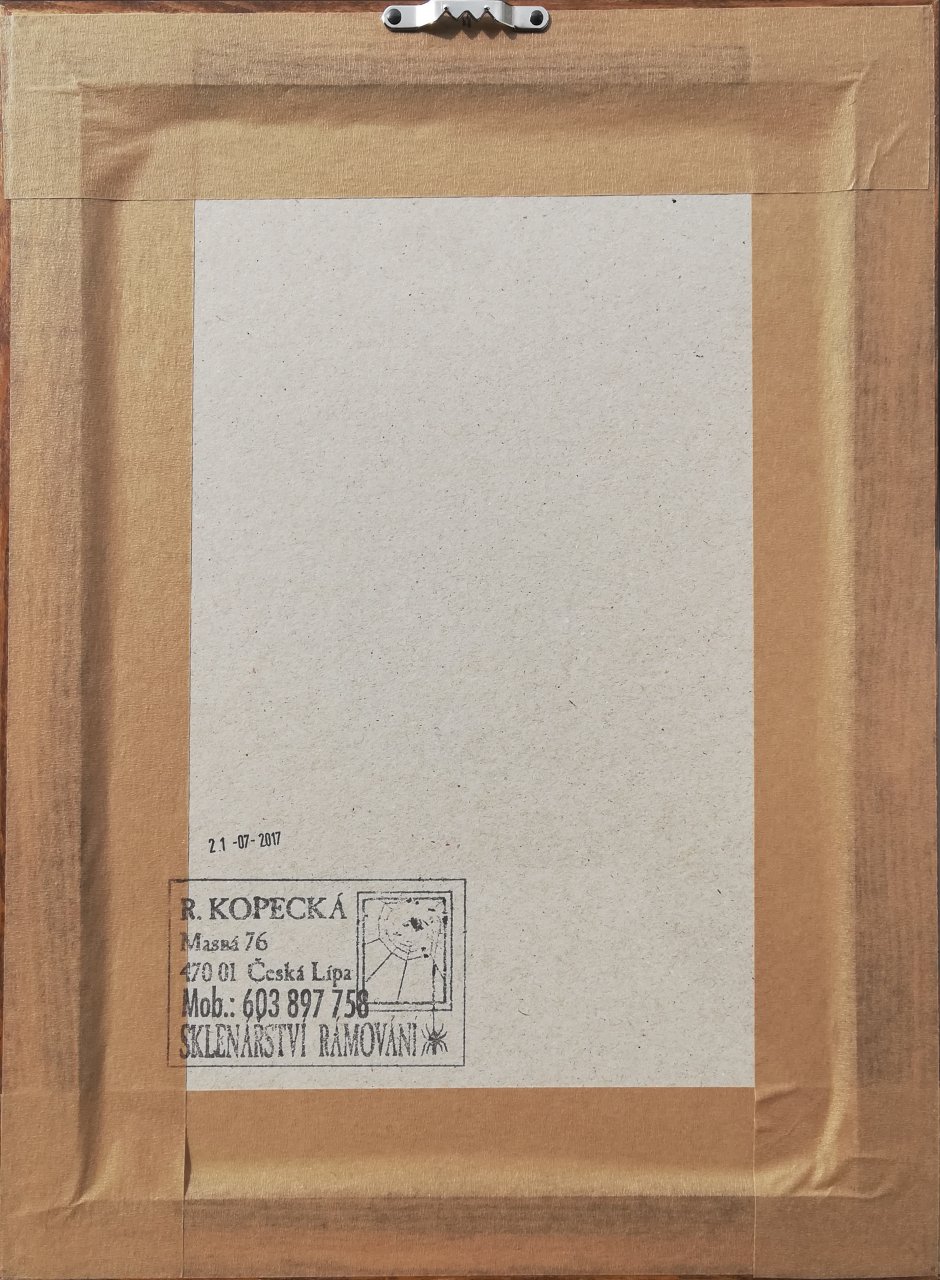 21-07-2017
R. KOPECKÁ
Masná 76
470 01 Česká Lípa
Mob.: 603 897 758
SKLENÁŘSTVÍ RÁMOVÁNÍ